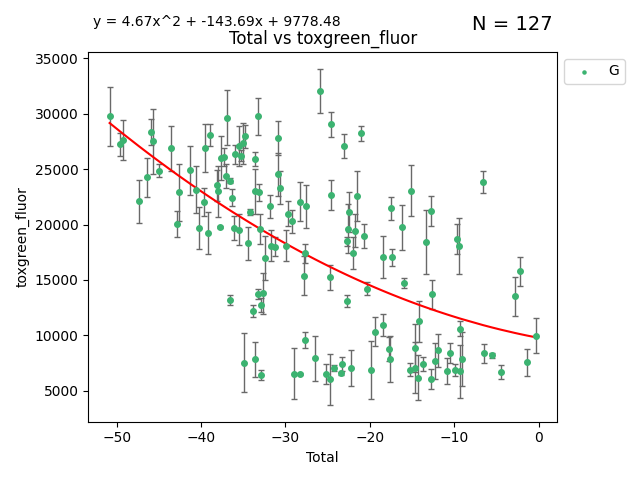 y = 4.67x^2 + -143.69x + 9778.48
N = 127
Total vs toxgreen_fluor
G
toxgreen_fluor
35000
30000
25000
20000
15000
10000
5000
−50 −40 −30 −20 −10 0
Total